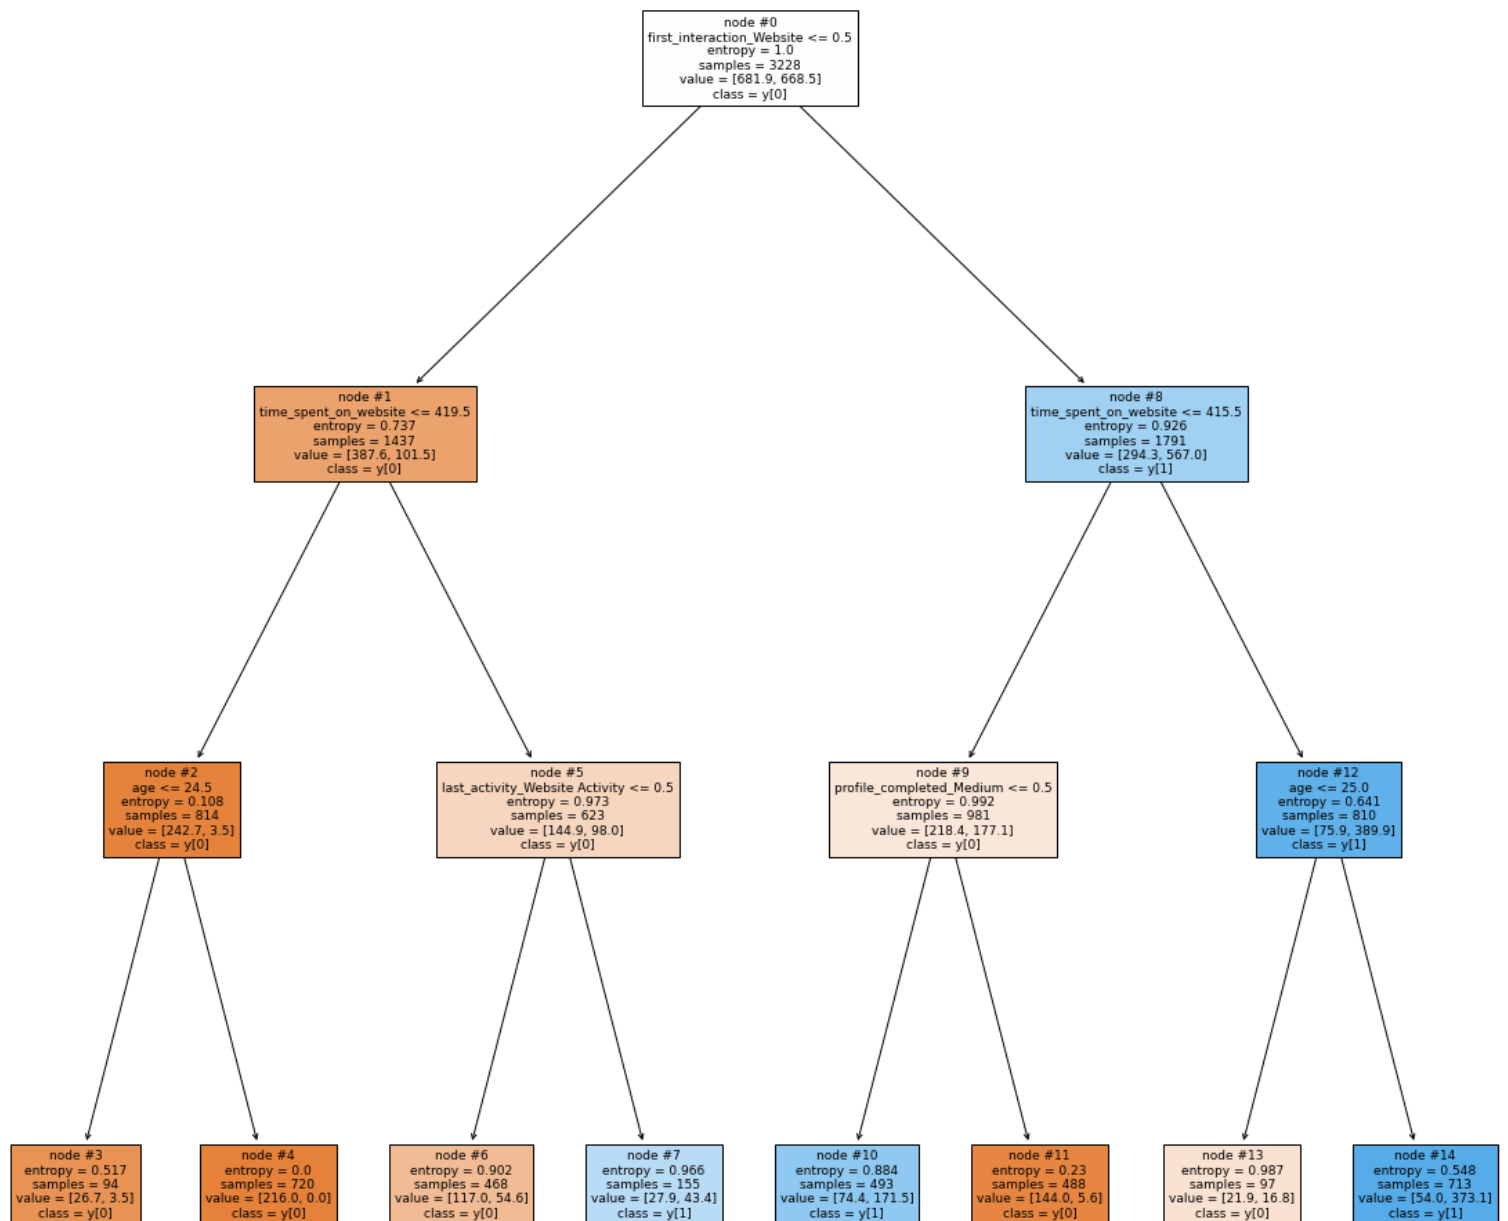 node #0
first_interaction_Website <= 0.5
entropy = 1.0
samples = 3228
value = [681.9, 668.5]
class = y[0]
node #1
time_spent_on_website <= 419.5
entropy = 0.737
samples = 1437
value = [387.6, 101.5]
class = y[0]
node #8
time_spent_on_website <= 415.5
entropy = 0.926
samples = 1791
value = [294.3, 567.0]
class = y[1]
node #2
age <= 24.5
entropy = 0.108
samples = 814
value = [242.7, 3.5]
class = y[0]
node #5
last_activity_Website Activity <= 0.5
entropy = 0.973
samples = 623
value = [144.9, 98.0]
class = y[0]
node #9
profile_completed_Medium <= 0.5
entropy = 0.992
samples = 981
value = [218.4, 177.1]
class = y[0]
node #12
age <= 25.0
entropy = 0.641
samples = 810
value = [75.9, 389.9]
class = y[1]
node #3
entropy = 0.517
samples = 94
value = [26.7, 3.5]
class = y[0]
node #4
entropy = 0.0
samples = 720
value = [216.0, 0.0]
class = y[0]
node #6
entropy = 0.902
samples = 468
value = [117.0, 54.6]
class = y[0]
node #7
entropy = 0.966
samples = 155
value = [27.9, 43.4]
class = y[1]
node #10
entropy = 0.884
samples = 493
value = [74.4, 171.5]
class = y[1]
node #11
entropy = 0.23
samples = 488
value = [144.0, 5.6]
class = y[0]
node #13
entropy = 0.987
samples = 97
value = [21.9, 16.8]
class = y[0]
node #14
entropy = 0.548
samples = 713
value = [54.0, 373.1]
class = y[1]